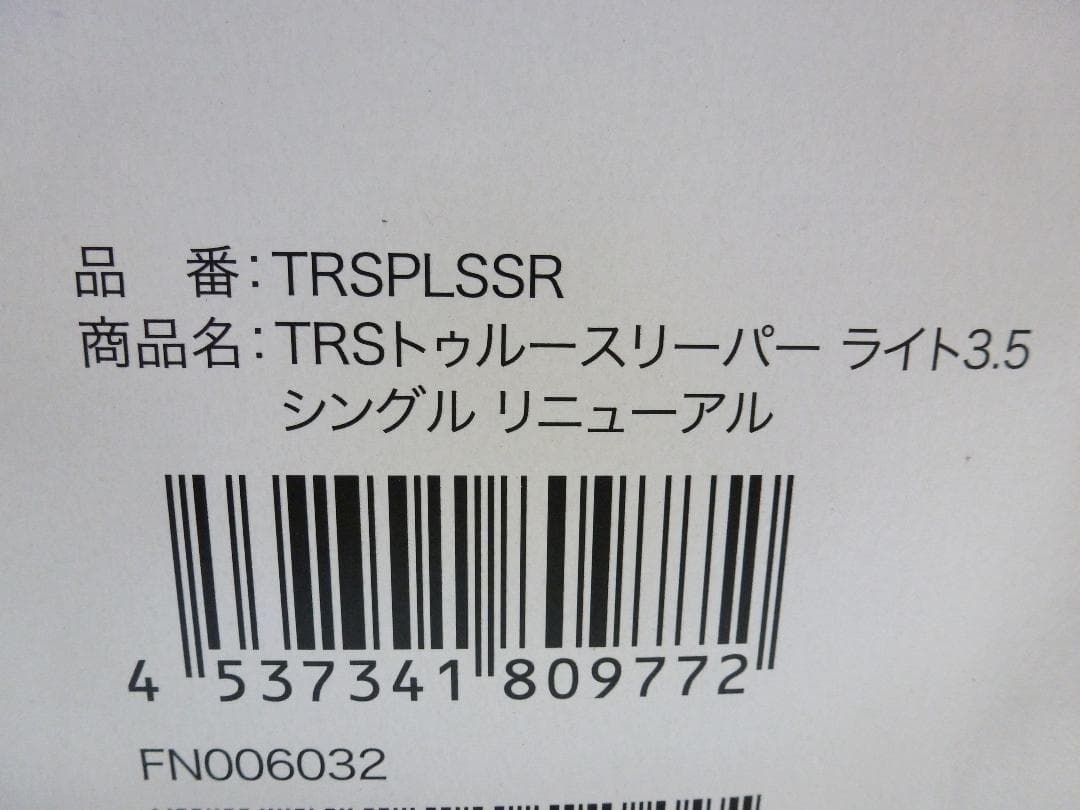 品　番：TRSPLSSR
商品名：TRSトゥルースリーパー ライト3.5
シングル リニューアル
4 537341 809772
FN006032